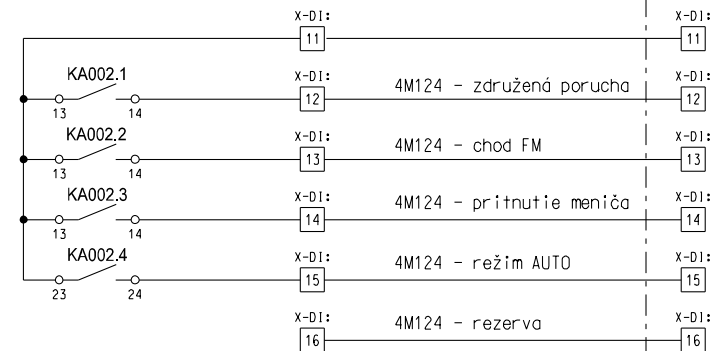 X-DI: X-DI:
11 11
KA002.1 X-DI: 4M124 - združená porucha X-DI:
13 14 12 12
KA002.2 X-DI: 4M124 - chod FM X-DI:
13 14 13 13
KA002.3 X-DI: 4M124 - pritnutie meniča X-DI:
13 14 14 14
KA002.4 X-DI: 4M124 - režim AUTO X-DI:
23 24 15 15
X-DI: 4M124 - rezerva X-DI:
16 16